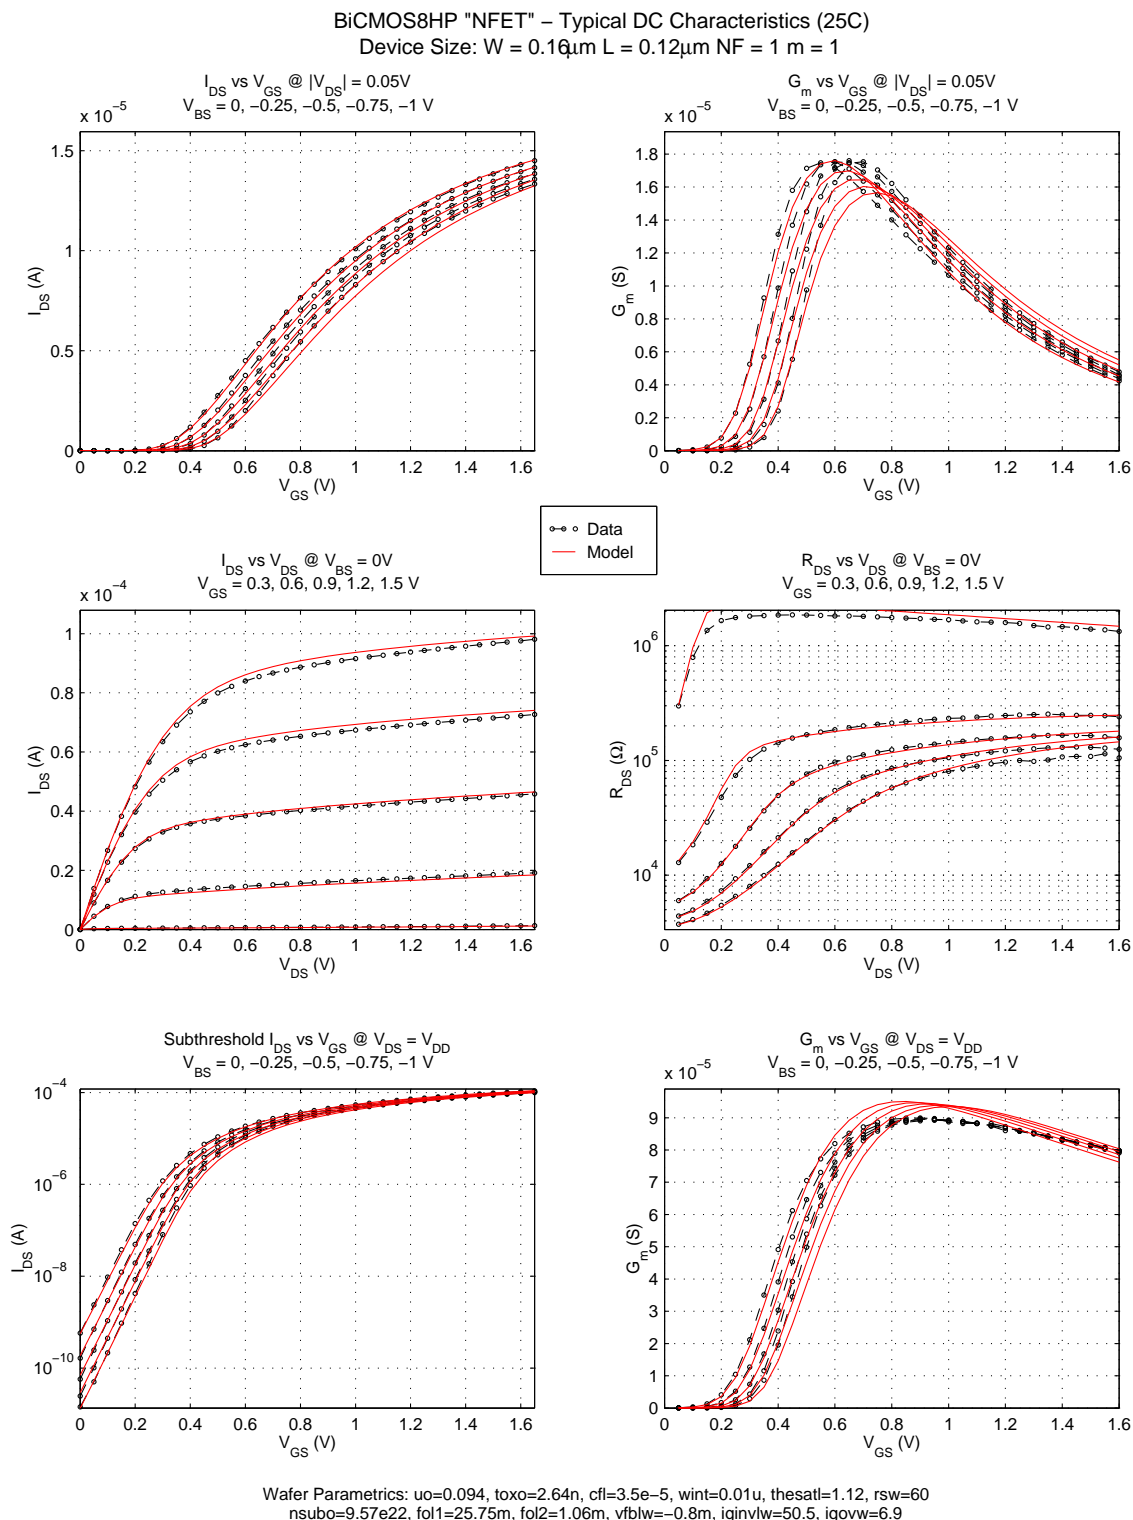 BiCMOS8HP "NFET" − Typical DC Characteristics (25C)
Device Size: W = 0.16μm L = 0.12μm NF = 1 m = 1
I_DS vs V_GS @ |V_DS| = 0.05V
V_BS = 0, −0.25, −0.5, −0.75, −1 V
x 10^−5
1.5
1
0.5
0
I_DS (A)
0 0.2 0.4 0.6 0.8 1 1.2 1.4 1.6
V_GS (V)
G_m vs V_GS @ |V_DS| = 0.05V
V_BS = 0, −0.25, −0.5, −0.75, −1 V
x 10^−5
1.8
1.6
1.4
1.2
1
0.8
0.6
0.4
0.2
0
G_m (S)
0 0.2 0.4 0.6 0.8 1 1.2 1.4 1.6
V_GS (V)
Data
Model
I_DS vs V_DS @ V_BS = 0V
V_GS = 0.3, 0.6, 0.9, 1.2, 1.5 V
x 10^−4
1
0.8
0.6
0.4
0.2
0
I_DS (A)
0 0.2 0.4 0.6 0.8 1 1.2 1.4 1.6
V_DS (V)
R_DS vs V_DS @ V_BS = 0V
V_GS = 0.3, 0.6, 0.9, 1.2, 1.5 V
10^6
10^5
10^4
R_DS (Ω)
0 0.2 0.4 0.6 0.8 1 1.2 1.4 1.6
V_DS (V)
Subthreshold I_DS vs V_GS @ V_DS = V_DD
V_BS = 0, −0.25, −0.5, −0.75, −1 V
10^−4
10^−6
10^−8
10^−10
I_DS (A)
0 0.2 0.4 0.6 0.8 1 1.2 1.4 1.6
V_GS (V)
G_m vs V_GS @ V_DS = V_DD
V_BS = 0, −0.25, −0.5, −0.75, −1 V
x 10^−5
9
8
7
6
5
4
3
2
1
0
G_m (S)
0 0.2 0.4 0.6 0.8 1 1.2 1.4 1.6
V_GS (V)
Wafer Parametrics: uo=0.094, toxo=2.64n, cfl=3.5e−5, wint=0.01u, thesatl=1.12, rsw=60
nsubo=9.57e22, fol1=25.75m, fol2=1.06m, vfblw=−0.8m, iginvlw=50.5, igovw=6.9